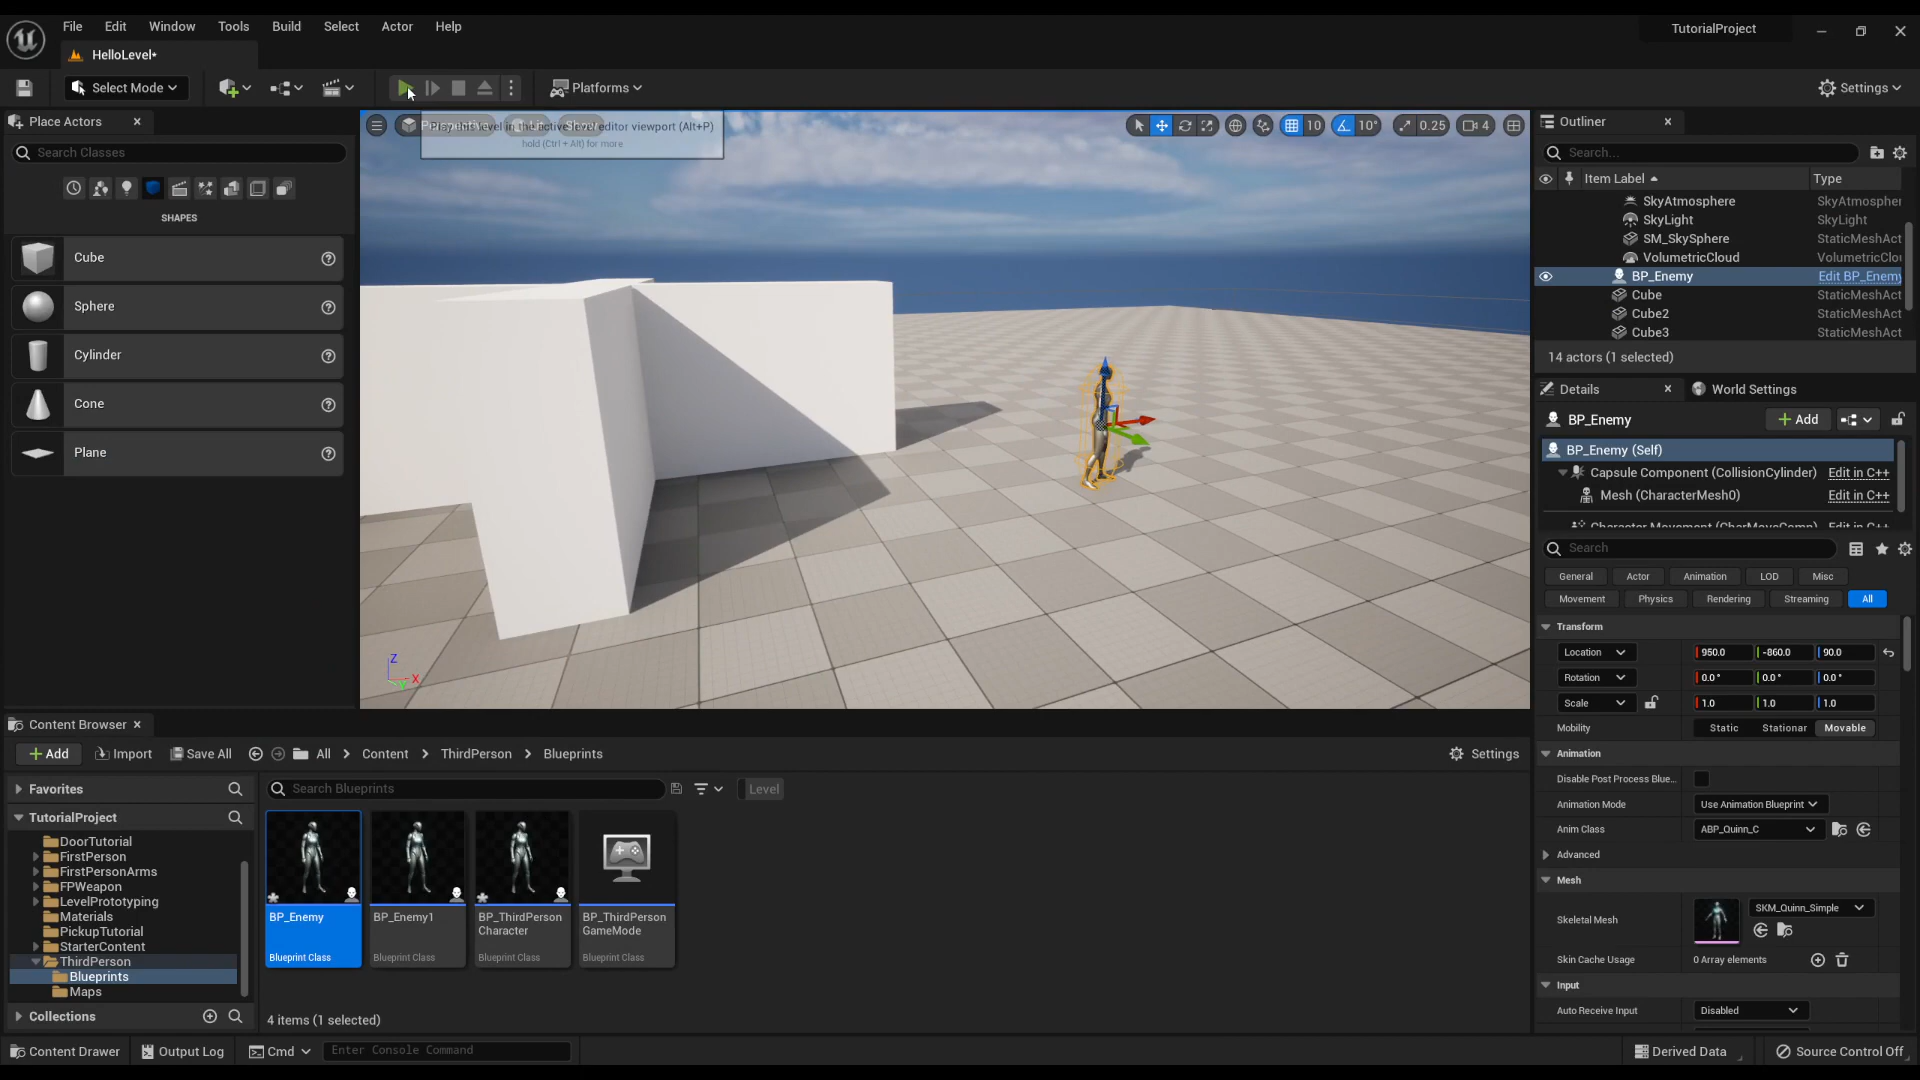 File Edit Window Tools Build Select Actor Help
TutorialProject
HelloLevel*
Select Mode
Platforms
Settings
Place Actors
Search Classes
SHAPES
Cube
Sphere
Cylinder
Cone
Plane
Play this level in the active level editor viewport (Alt+P)
hold (Ctrl + Alt) for more
10 10° 0.25 4
Z
X
Outliner
Search...
Item Label Type
SkyAtmosphere SkyAtmospher
SkyLight SkyLight
SM_SkySphere StaticMeshAct
VolumetricCloud VolumetricClou
BP_Enemy Edit BP_Enemy
Cube StaticMeshAct
Cube2 StaticMeshAct
Cube3 StaticMeshAct
14 actors (1 selected)
Details World Settings
BP_Enemy Add
BP_Enemy (Self)
Capsule Component (CollisionCylinder) Edit in C++
Mesh (CharacterMesh0) Edit in C++
Character Movement (CharMoveComp) Edit in C++
Search
General Actor Animation LOD Misc
Movement Physics Rendering Streaming All
Transform
Location 950.0 -860.0 90.0
Rotation 0.0° 0.0° 0.0°
Scale 1.0 1.0 1.0
Mobility Static Stationar Movable
Animation
Disable Post Process Blue...
Animation Mode Use Animation Blueprint
Anim Class ABP_Quinn_C
Advanced
Mesh
Skeletal Mesh SKM_Quinn_Simple
Skin Cache Usage 0 Array elements
Input
Auto Receive Input Disabled
Content Browser
Add Import Save All All Content ThirdPerson Blueprints Settings
Favorites
TutorialProject
DoorTutorial
FirstPerson
FirstPersonArms
FPWeapon
LevelPrototyping
Materials
PickupTutorial
StarterContent
ThirdPerson
Blueprints
Maps
Collections
Search Blueprints
Level
BP_Enemy
Blueprint Class
BP_Enemy1
Blueprint Class
BP_ThirdPerson
Character
Blueprint Class
BP_ThirdPerson
GameMode
Blueprint Class
4 items (1 selected)
Content Drawer Output Log Cmd Enter Console Command Derived Data Source Control Off